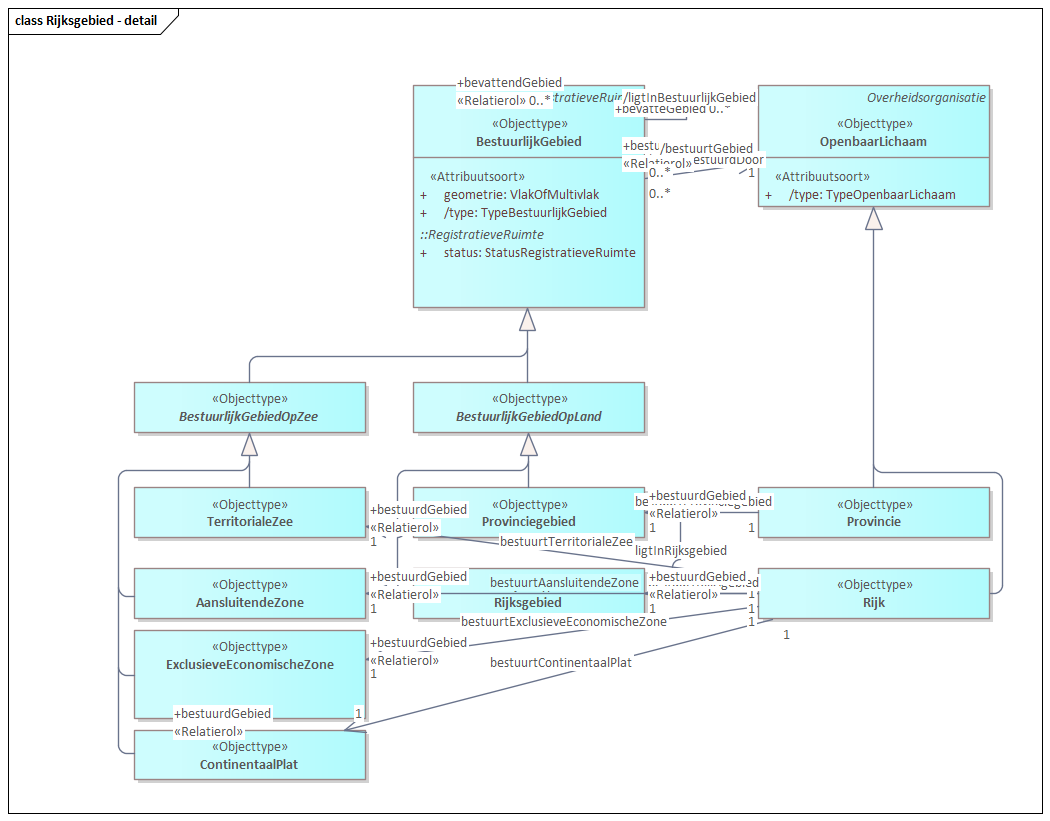 class Rijksgebied - detail
+bevattendGebied
«Relatierol» 0..*
/ligtInBestuurlijkGebied
+bevatteGebied 0..*
«Objecttype»
BestuurlijkGebied
«Attribuutsoort»
+ geometrie: VlakOfMultivlak
+ /type: TypeBestuurlijkGebied
::RegistratieveRuimte
+ status: StatusRegistratieveRuimte
/bestuurtGebied
«Relatierol»
0..*
1
0..*
Overheidsorganisatie
«Objecttype»
OpenbaarLichaam
«Attribuutsoort»
+ /type: TypeOpenbaarLichaam
«Objecttype»
BestuurlijkGebiedOpZee
«Objecttype»
BestuurlijkGebiedOpLand
«Objecttype»
TerritorialeZee
+bestuurdGebied
«Relatierol»
1
«Objecttype»
Provinciegebied
+bestuurdGebied
«Relatierol»
1
1
«Objecttype»
Provincie
bestuurtTerritorialeZee
ligtInRijksgebied
«Objecttype»
AansluitendeZone
+bestuurdGebied
«Relatierol»
1
bestuurtAansluitendeZone
Rijksgebied
+bestuurdGebied
«Relatierol»
1
1
1
1
«Objecttype»
Rijk
1
bestuurtExclusieveEconomischeZone
«Objecttype»
ExclusieveEconomischeZone
+bestuurdGebied
«Relatierol»
1
bestuurtContinentaalPlat
+bestuurdGebied
«Relatierol»
1
«Objecttype»
ContinentaalPlat